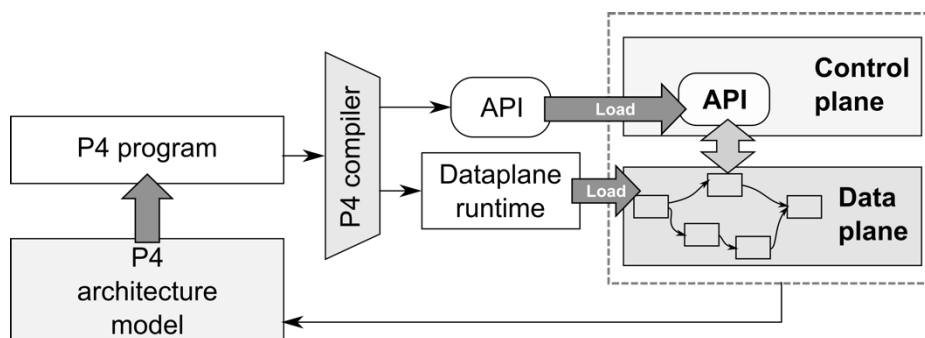 P4 program
P4
architecture
model
P4 compiler
API
Dataplane
runtime
Load
Load
API
Control
plane
Data
plane